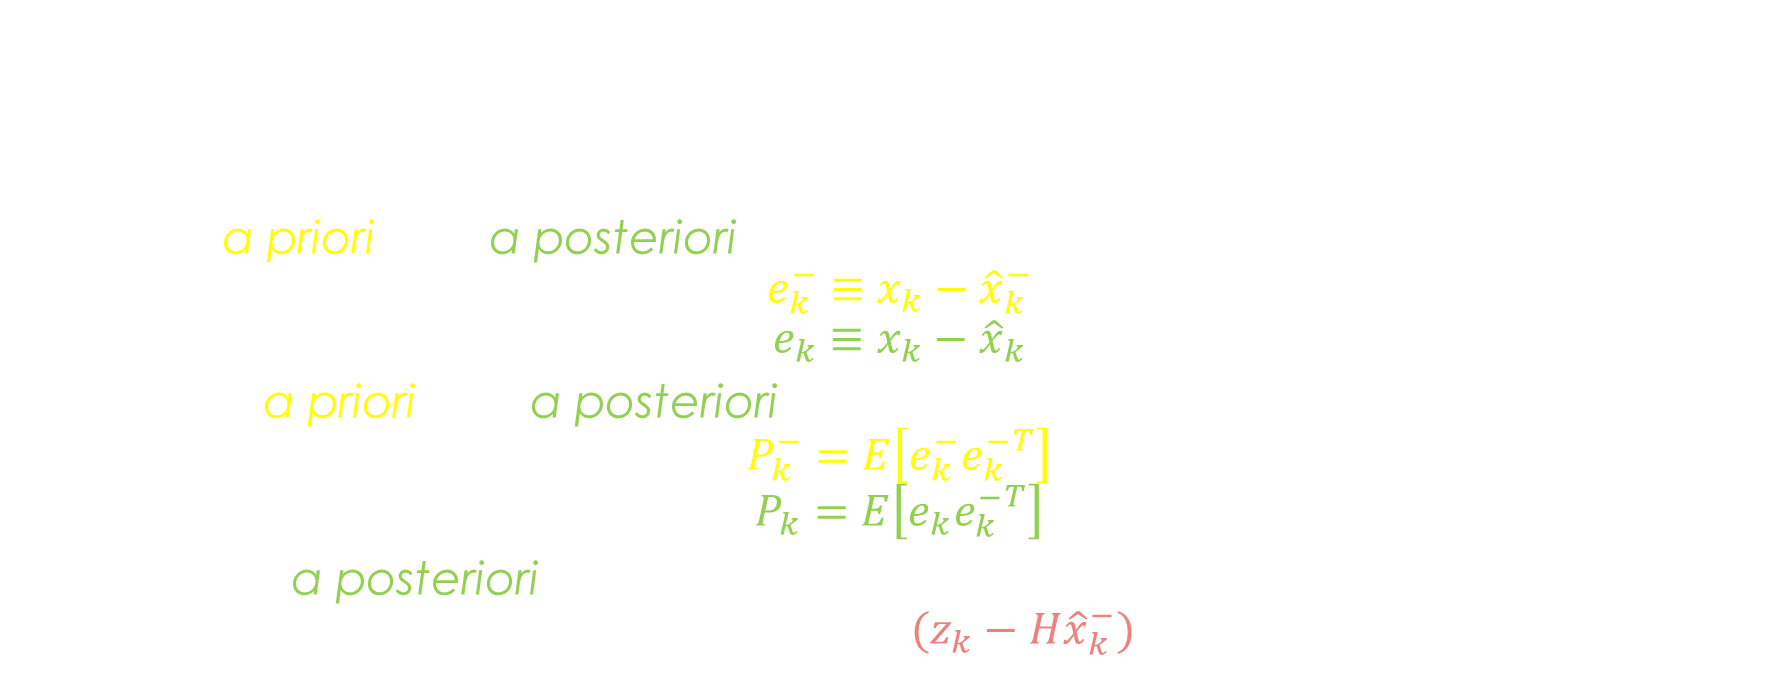 a priori a posteriori
e_k^- ≡ x_k − x̂_k^-
e_k ≡ x_k − x̂_k
a priori a posteriori
P_k^- = E[e_k^- e_k^{-T}]
P_k = E[e_k e_k^{-T}]
a posteriori
(z_k − Hx̂_k^-)